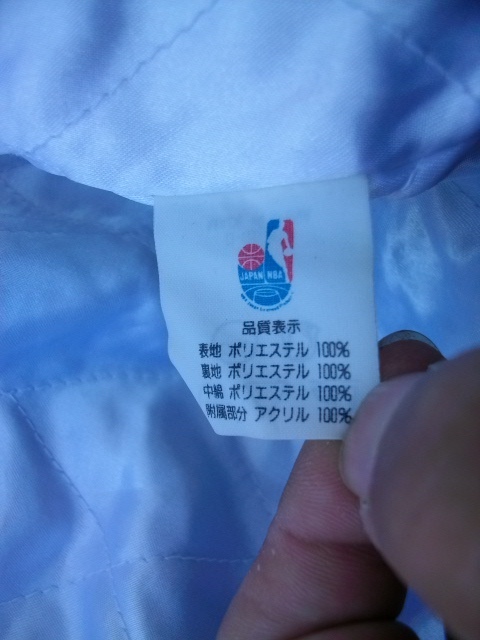 JAPAN NBA
品質表示
表地 ポリエステル 100%
裏地 ポリエステル 100%
中綿 ポリエステル 100%
附属部分 アクリル 100%